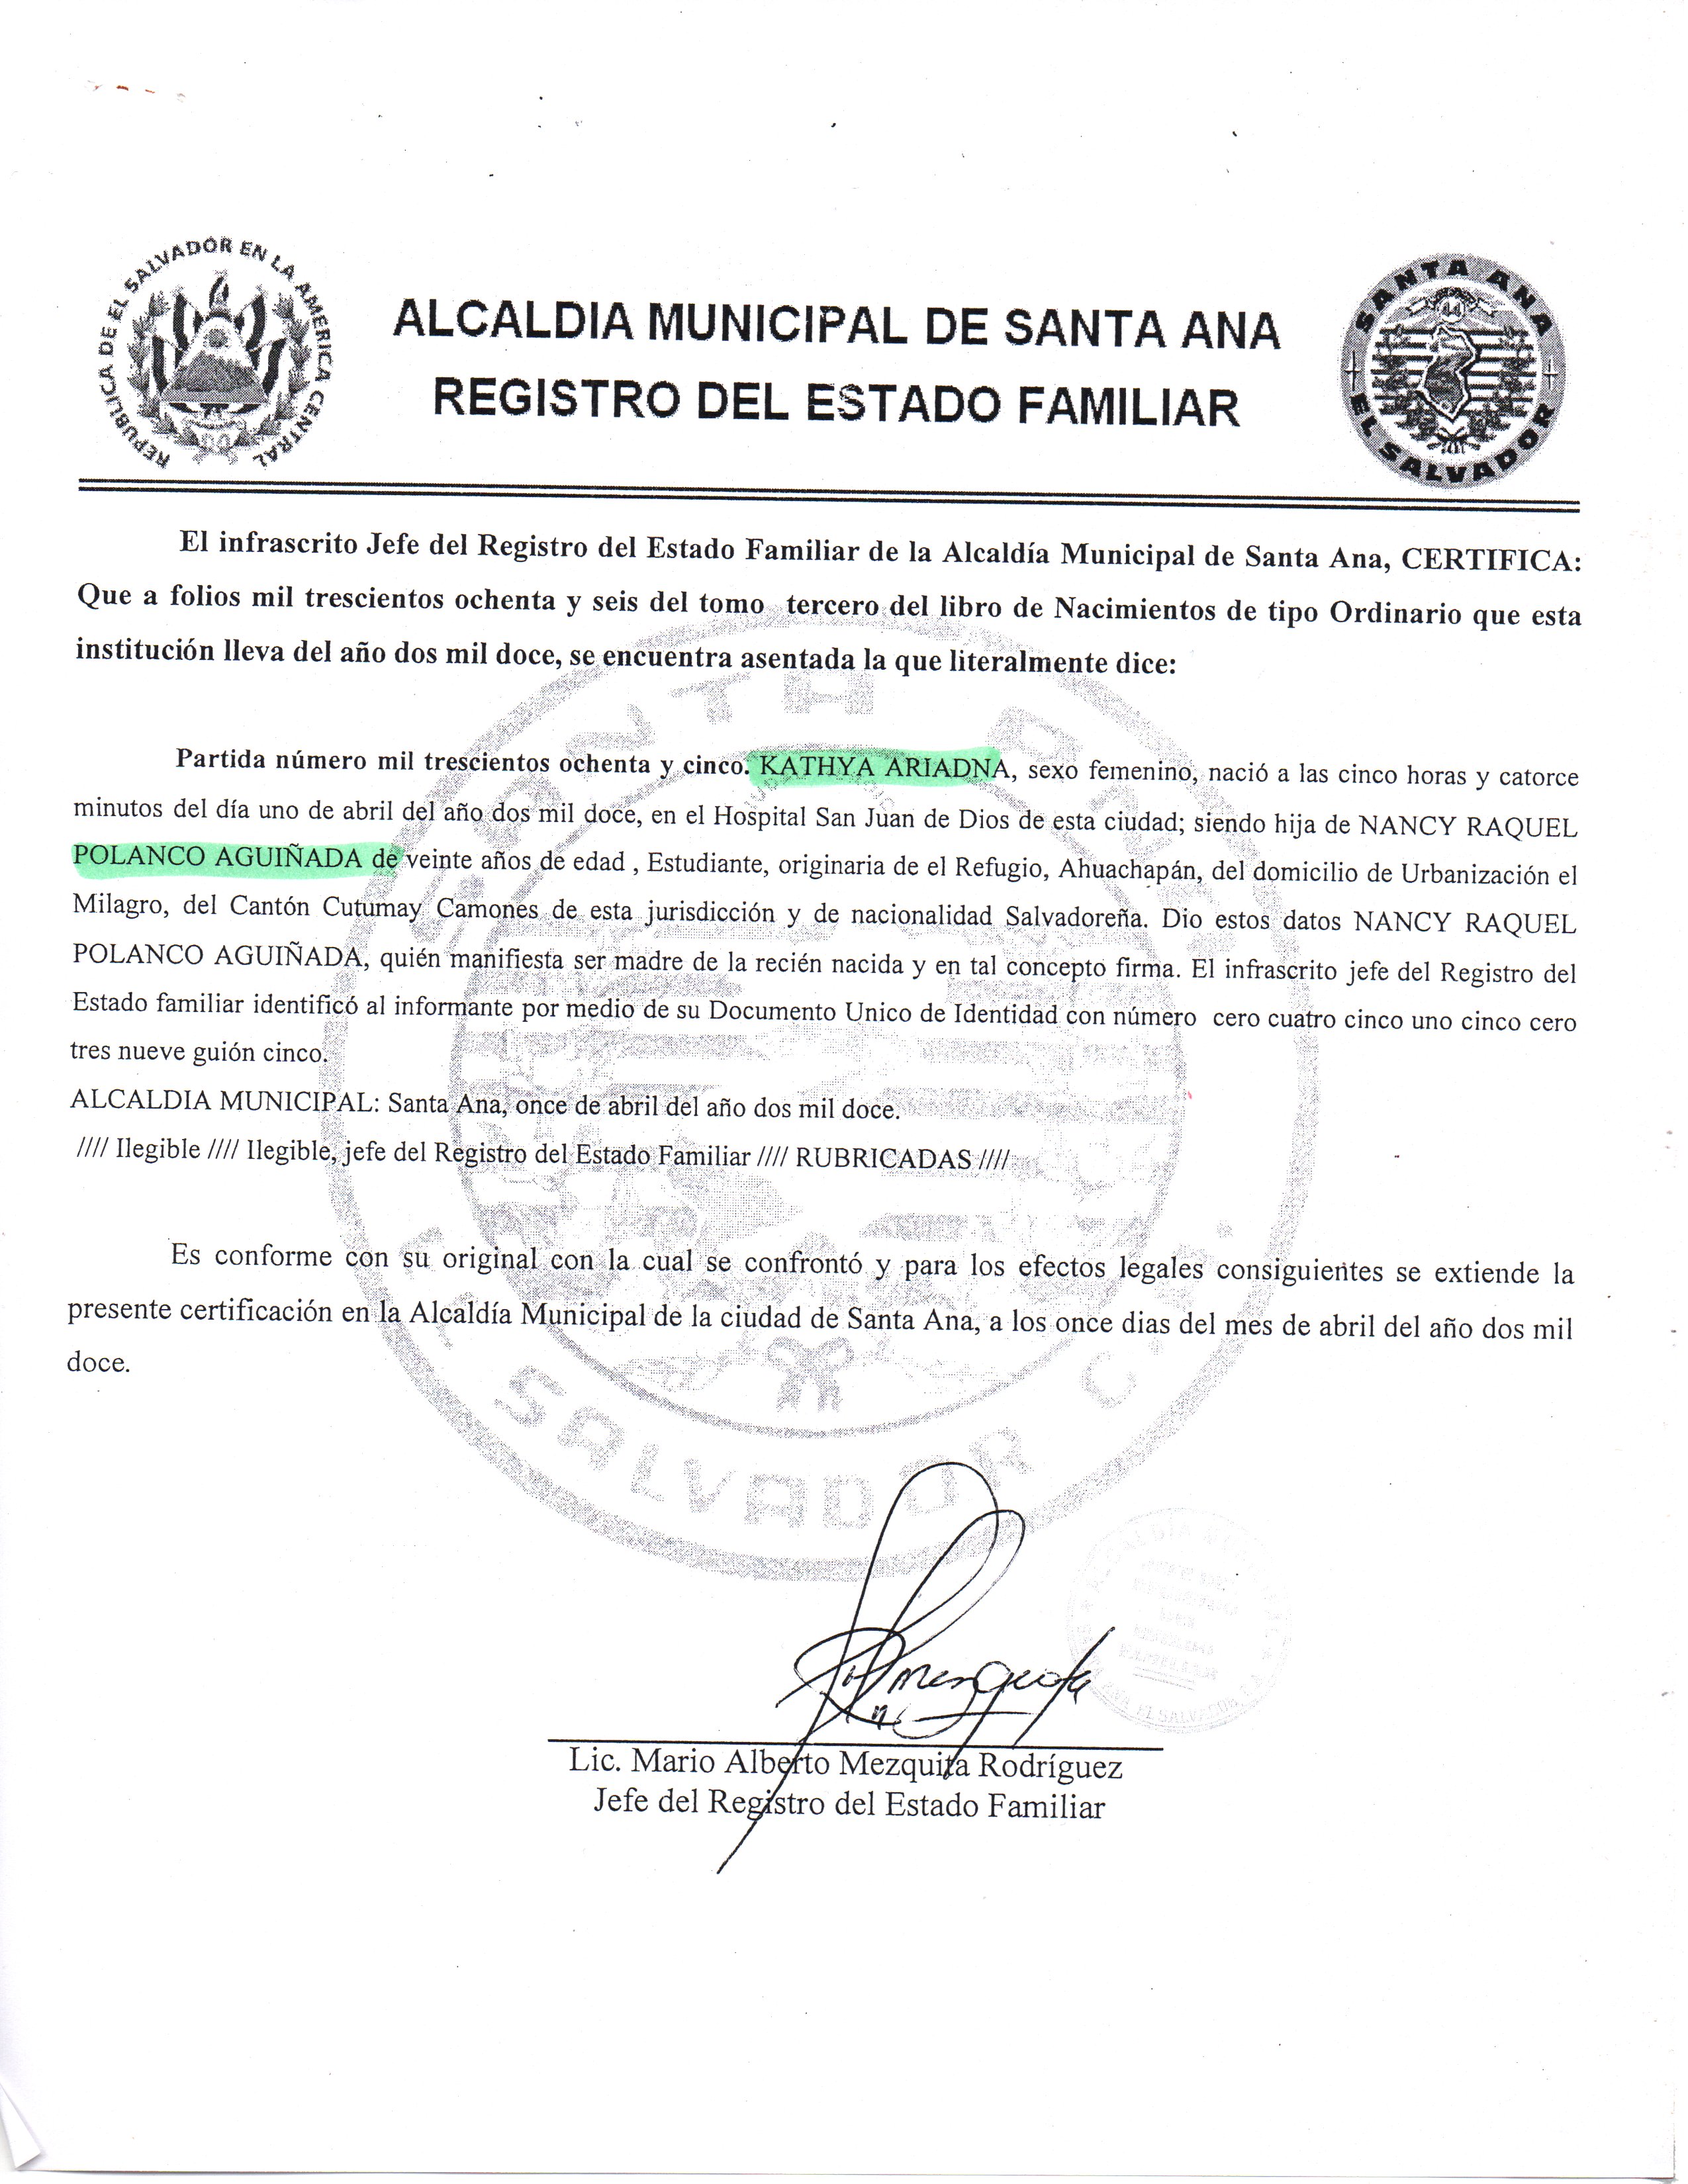 REPUBLICA DE EL SALVADOR EN LA AMERICA CENTRAL
ALCALDIA MUNICIPAL DE SANTA ANA
REGISTRO DEL ESTADO FAMILIAR
SANTA ANA
EL SALVADOR
El infrascrito Jefe del Registro del Estado Familiar de la Alcaldía Municipal de Santa Ana, CERTIFICA:
Que a folios mil trescientos ochenta y seis del tomo tercero del libro de Nacimientos de tipo Ordinario que esta
institución lleva del año dos mil doce, se encuentra asentada la que literalmente dice:
Partida número mil trescientos ochenta y cinco. KATHYA ARIADNA, sexo femenino, nació a las cinco horas y catorce
minutos del día uno de abril del año dos mil doce, en el Hospital San Juan de Dios de esta ciudad; siendo hija de NANCY RAQUEL
POLANCO AGUIÑADA de veinte años de edad , Estudiante, originaria de el Refugio, Ahuachapán, del domicilio de Urbanización el
Milagro, del Cantón Cutumay Camones de esta jurisdicción y de nacionalidad Salvadoreña. Dio estos datos NANCY RAQUEL
POLANCO AGUIÑADA, quién manifiesta ser madre de la recién nacida y en tal concepto firma. El infrascrito jefe del Registro del
Estado familiar identificó al informante por medio de su Documento Unico de Identidad con número cero cuatro cinco uno cinco cero
tres nueve guión cinco.
ALCALDIA MUNICIPAL: Santa Ana, once de abril del año dos mil doce.
//// Ilegible //// Ilegible, jefe del Registro del Estado Familiar //// RUBRICADAS ////
Es conforme con su original con la cual se confrontó y para los efectos legales consiguientes se extiende la
presente certificación en la Alcaldía Municipal de la ciudad de Santa Ana, a los once dias del mes de abril del año dos mil
doce.
SANTA ANA
EL SALVADOR C.
Lic. Mario Alberto Mezquita Rodríguez
Jefe del Registro del Estado Familiar